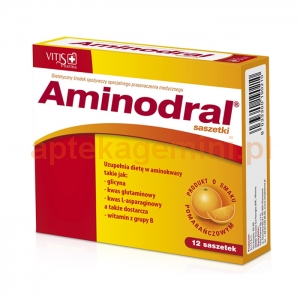 VITIS
PHARMA
Dietetyczny środek spożywczy specjalnego przeznaczenia medycznego
Aminodral®
saszetki
aptekagemini.pl
Uzupełnia dietę w aminokwasy
takie jak:
- glicyna
- kwas glutaminowy
- kwas L-asparaginowy
a także dostarcza
- witamin z grupy B
PRODUKT O SMAKU
POMARAŃCZOWYM
12 saszetek